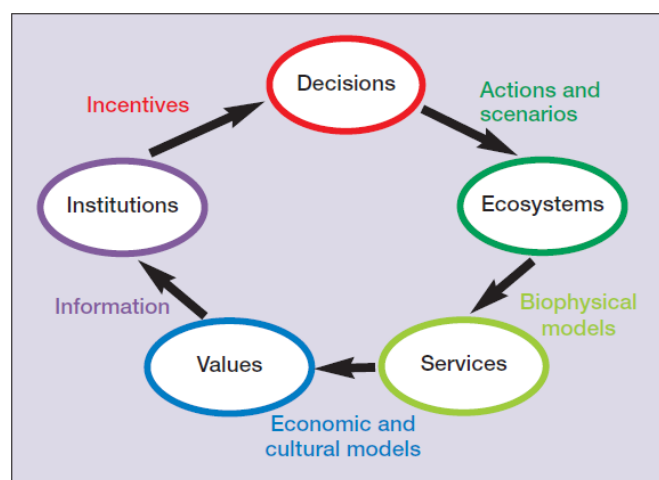 Decisions
Actions and
scenarios
Ecosystems
Biophysical
models
Services
Economic and
cultural models
Values
Information
Institutions
Incentives